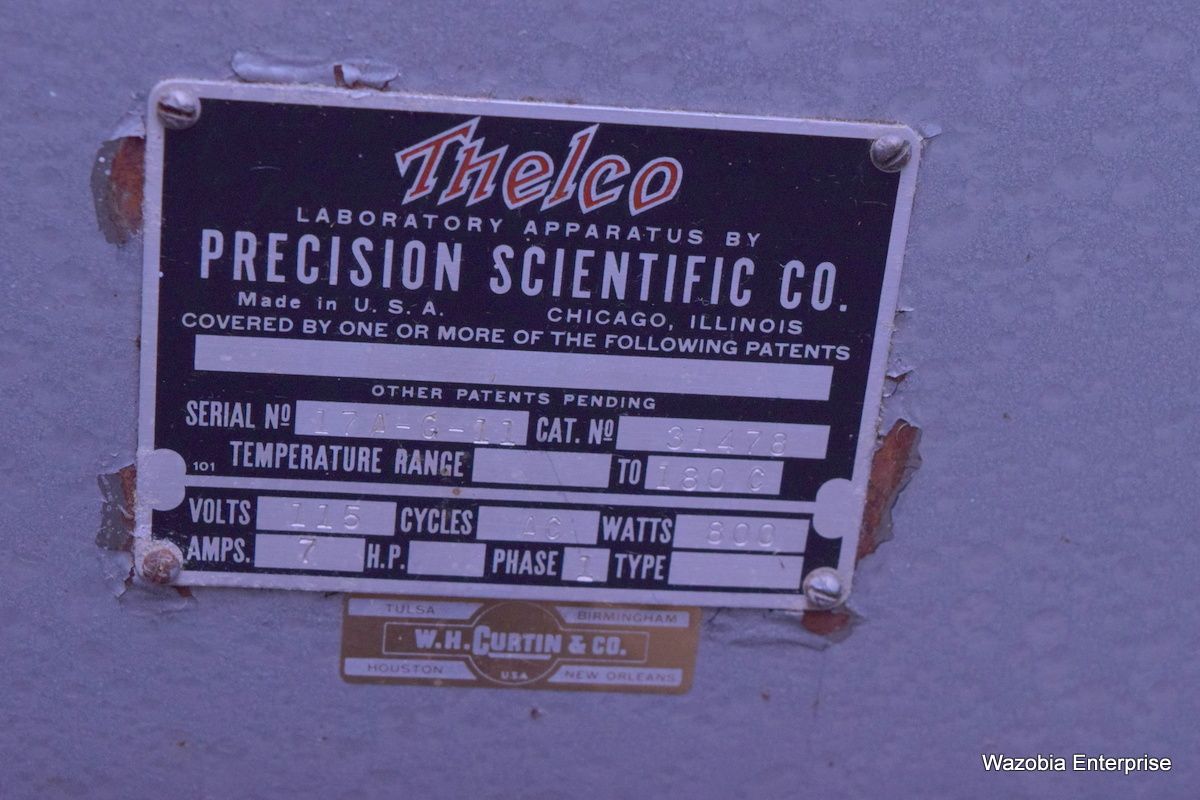 Thelco
LABORATORY APPARATUS BY
PRECISION SCIENTIFIC CO.
Made in U. S. A. CHICAGO, ILLINOIS
COVERED BY ONE OR MORE OF THE FOLLOWING PATENTS
OTHER PATENTS PENDING
SERIAL Nº 17A-G-11 CAT. Nº 31478
101 TEMPERATURE RANGE TO 180 C
VOLTS 115 CYCLES AC WATTS 800
AMPS. 7 H.P. PHASE 1 TYPE
TULSA BIRMINGHAM
W.H. CURTIN & CO.
HOUSTON USA NEW ORLEANS
Wazobia Enterprise